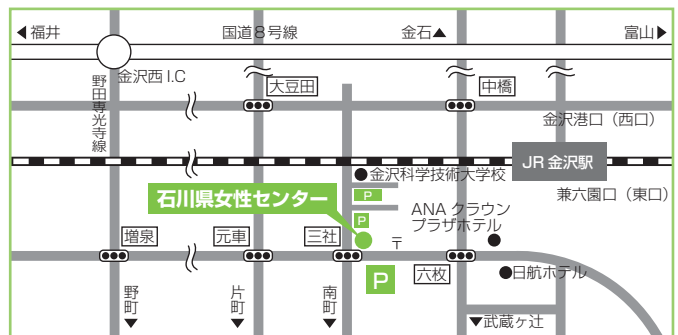 ◀福井
国道8号線
金石▲
富山▶
金沢西I.C
野田専光寺線
大豆田
中橋
金沢港口（西口）
JR 金沢駅
金沢科学技術大学校
兼六園口（東口）
P
石川県女性センター
P
ANA クラウン
プラザホテル
〒
増泉
元車
三社
六枚
P
日航ホテル
野町▼
片町▼
南町▼
▼武蔵ヶ辻